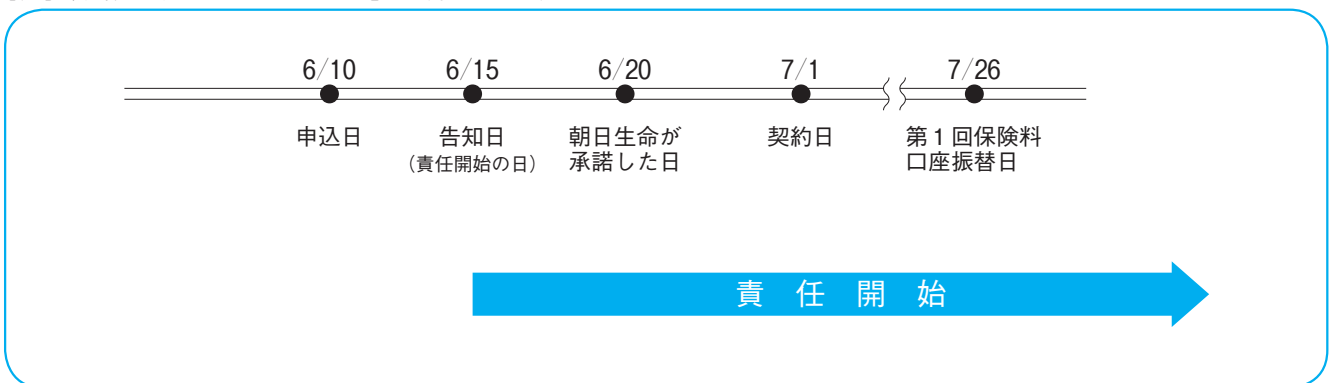 6/10 6/15 6/20 7/1 7/26
申込日 告知日 朝日生命が 契約日 第1回保険料
(責任開始の日) 承諾した日 口座振替日
責任開始